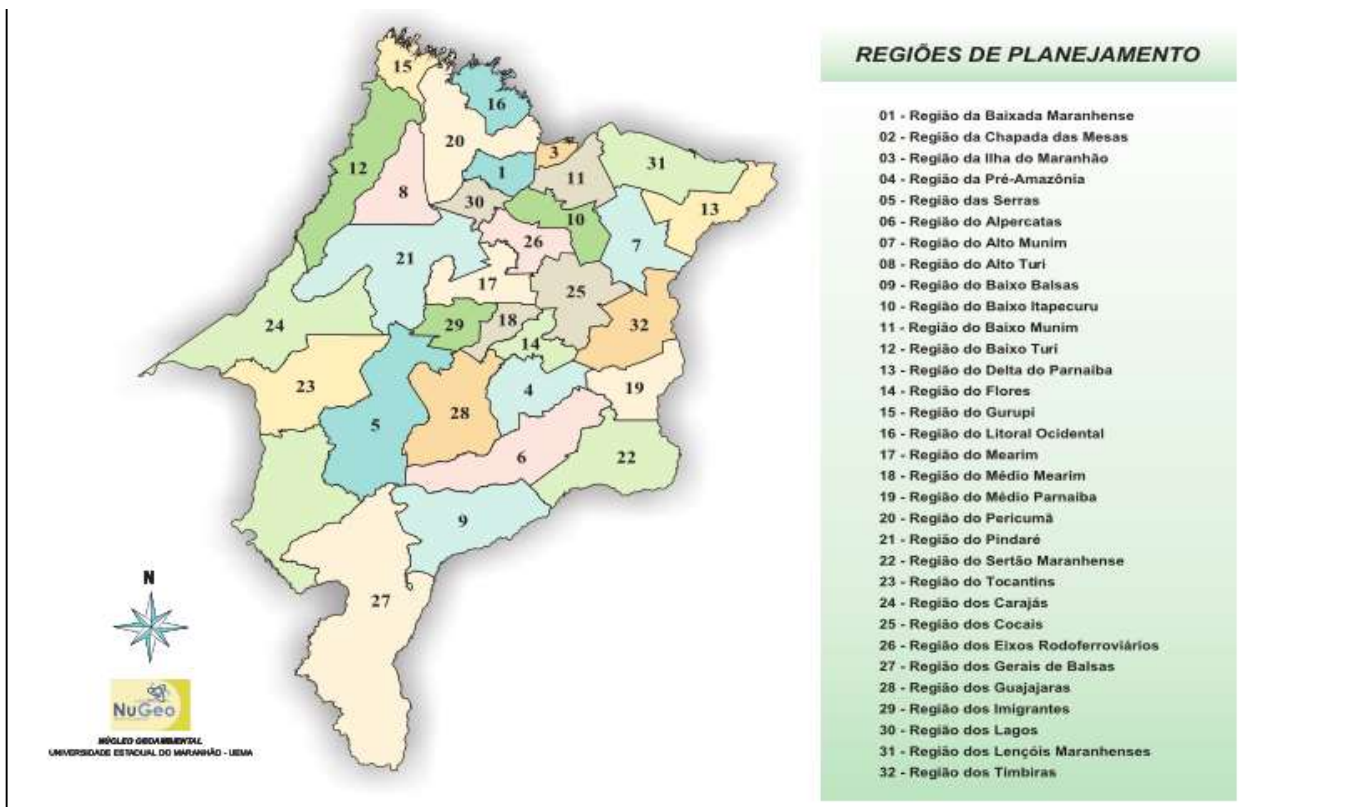 15
16
20
12
3
31
1
11
8
30
13
10
26
7
21
17
25
24
29
18
32
14
23
4
19
28
5
6
22
9
27
N
NuGeo
NÚCLEO GEOAMBIENTAL
UNIVERSIDADE ESTADUAL DO MARANHÃO - UEMA
REGIÕES DE PLANEJAMENTO
01 - Região da Baixada Maranhense
02 - Região da Chapada das Mesas
03 - Região da Ilha do Maranhão
04 - Região da Pré-Amazônia
05 - Região das Serras
06 - Região do Alpercatas
07 - Região do Alto Munim
08 - Região do Alto Turi
09 - Região do Baixo Balsas
10 - Região do Baixo Itapecuru
11 - Região do Baixo Munim
12 - Região do Baixo Turi
13 - Região do Delta do Parnaíba
14 - Região do Flores
15 - Região do Gurupi
16 - Região do Litoral Ocidental
17 - Região do Mearim
18 - Região do Médio Mearim
19 - Região do Médio Parnaíba
20 - Região do Pericumã
21 - Região do Pindaré
22 - Região do Sertão Maranhense
23 - Região do Tocantins
24 - Região dos Carajás
25 - Região dos Cocais
26 - Região dos Eixos Rodoferroviários
27 - Região dos Gerais de Balsas
28 - Região dos Guajajaras
29 - Região dos Imigrantes
30 - Região dos Lagos
31 - Região dos Lençóis Maranhenses
32 - Região dos Timbiras